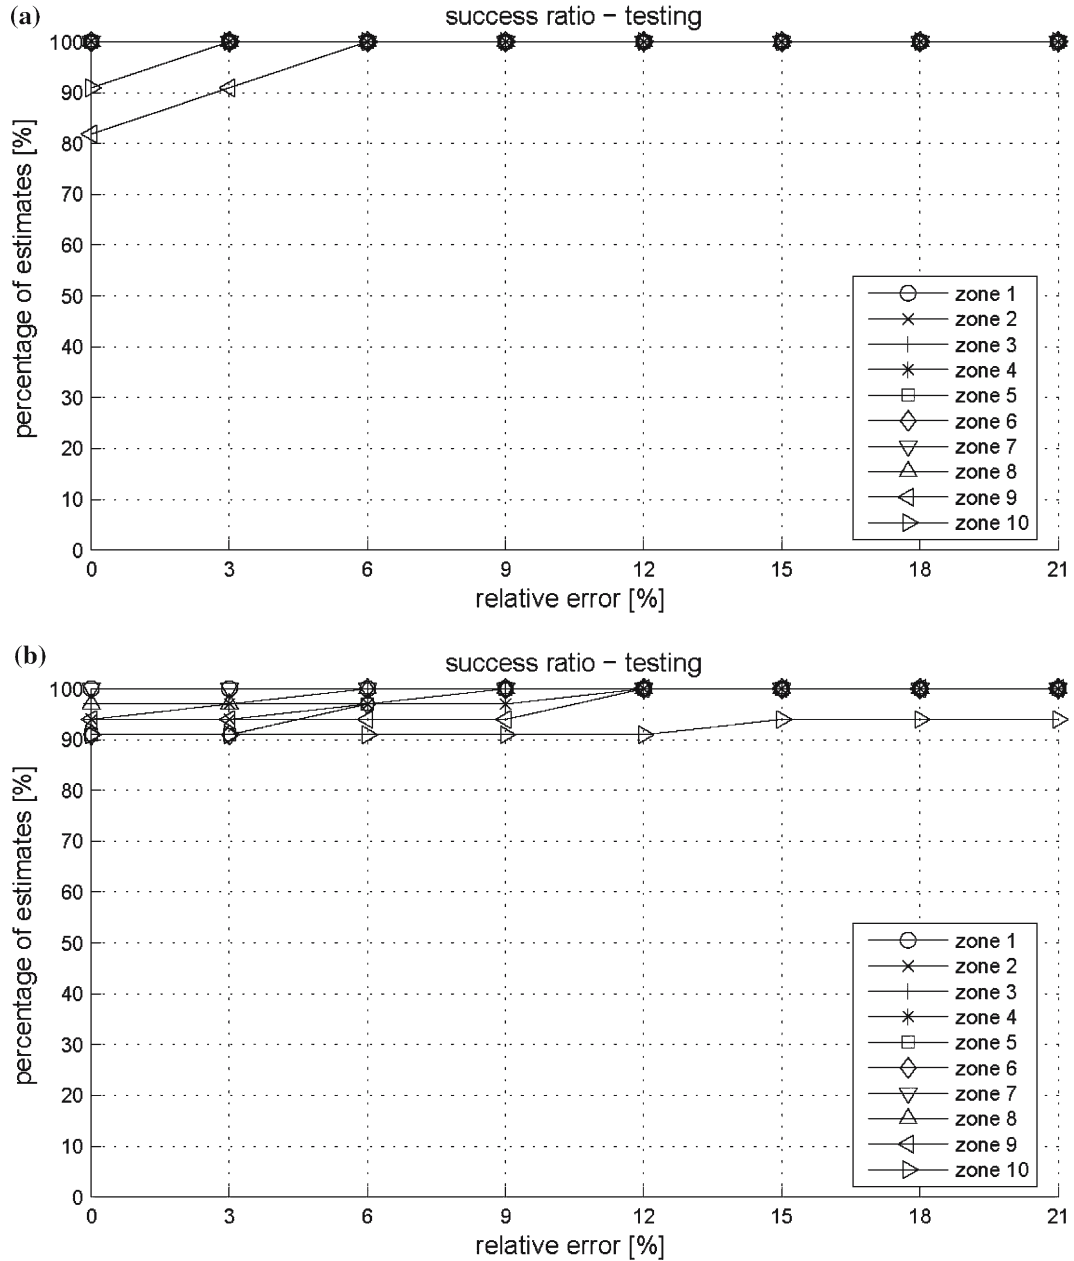 (a)
success ratio − testing
percentage of estimates [%]
100
90
80
70
60
50
40
30
20
10
0
zone 1
zone 2
zone 3
zone 4
zone 5
zone 6
zone 7
zone 8
zone 9
zone 10
0 3 6 9 12 15 18 21
relative error [%]
(b)
success ratio − testing
percentage of estimates [%]
100
90
80
70
60
50
40
30
20
10
0
zone 1
zone 2
zone 3
zone 4
zone 5
zone 6
zone 7
zone 8
zone 9
zone 10
0 3 6 9 12 15 18 21
relative error [%]